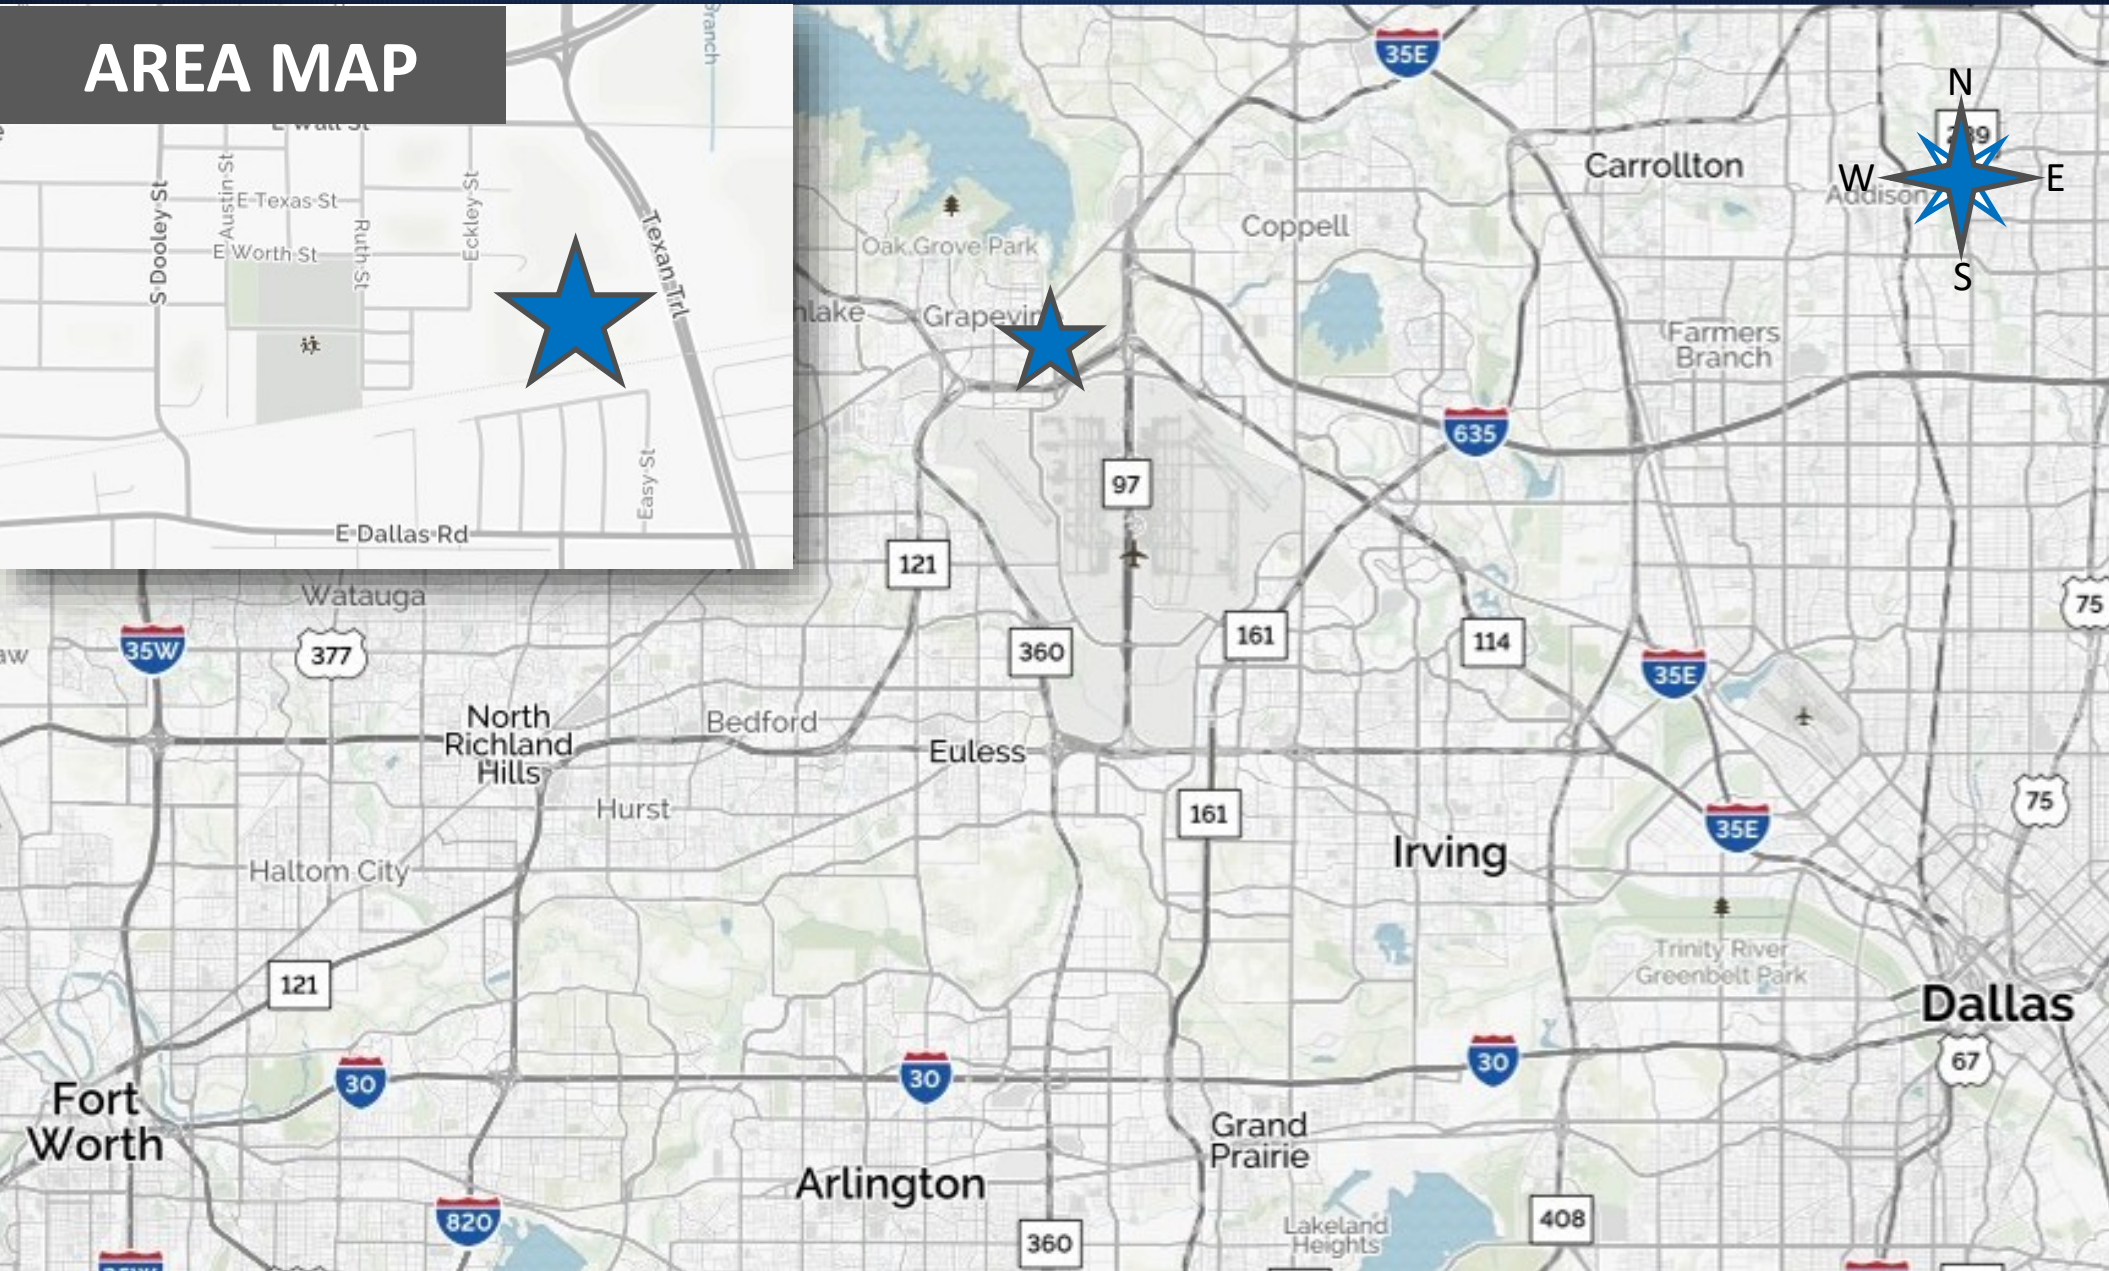 AREA MAP
Branch
E Wall St
S Dooley St
Austin St
E Texas St
Ruth St
Eckley St
E Worth St
Texan Trl
Easy St
E Dallas Rd
35E
N
W
E
S
Carrollton
Addison
Coppell
Oak Grove Park
Farmers
Branch
635
97
121
360
161
114
75
Watauga
35W
377
35E
North
Richland
Hills
Bedford
Euless
Hurst
161
75
35E
Irving
Haltom City
121
Trinity River
Greenbelt Park
Dallas
67
30
30
30
Fort
Worth
Grand
Prairie
Arlington
820
360
Lakeland
Heights
408